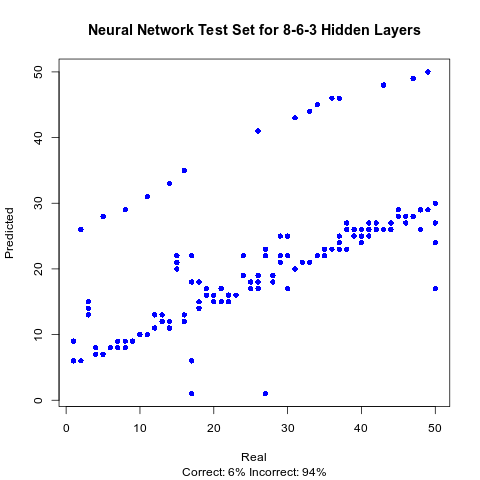 Neural Network Test Set for 8-6-3 Hidden Layers
Predicted
50
40
30
20
10
0
0 10 20 30 40 50
Real
Correct: 6% Incorrect: 94%